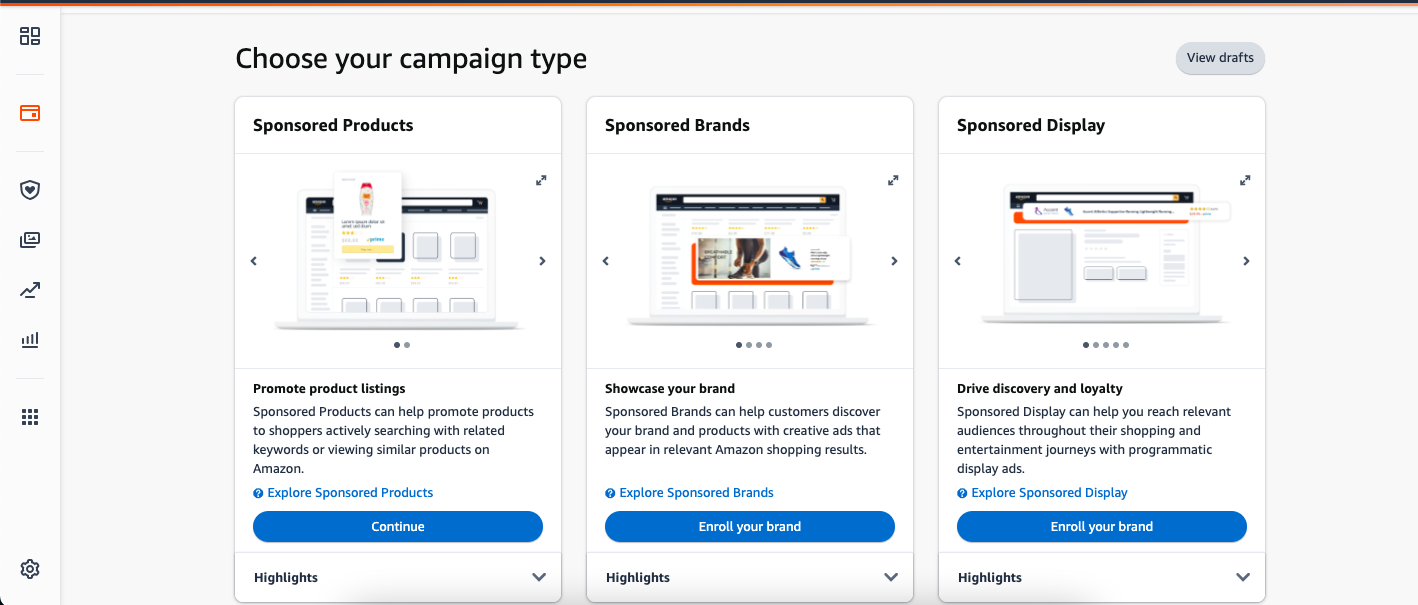 Choose your campaign type
View drafts
Sponsored Products
Promote product listings
Sponsored Products can help promote products
to shoppers actively searching with related
keywords or viewing similar products on
Amazon.
Explore Sponsored Products
Continue
Highlights
Sponsored Brands
Showcase your brand
Sponsored Brands can help customers discover
your brand and products with creative ads that
appear in relevant Amazon shopping results.
Explore Sponsored Brands
Enroll your brand
Highlights
Sponsored Display
Drive discovery and loyalty
Sponsored Display can help you reach relevant
audiences throughout their shopping and
entertainment journeys with programmatic
display ads.
Explore Sponsored Display
Enroll your brand
Highlights